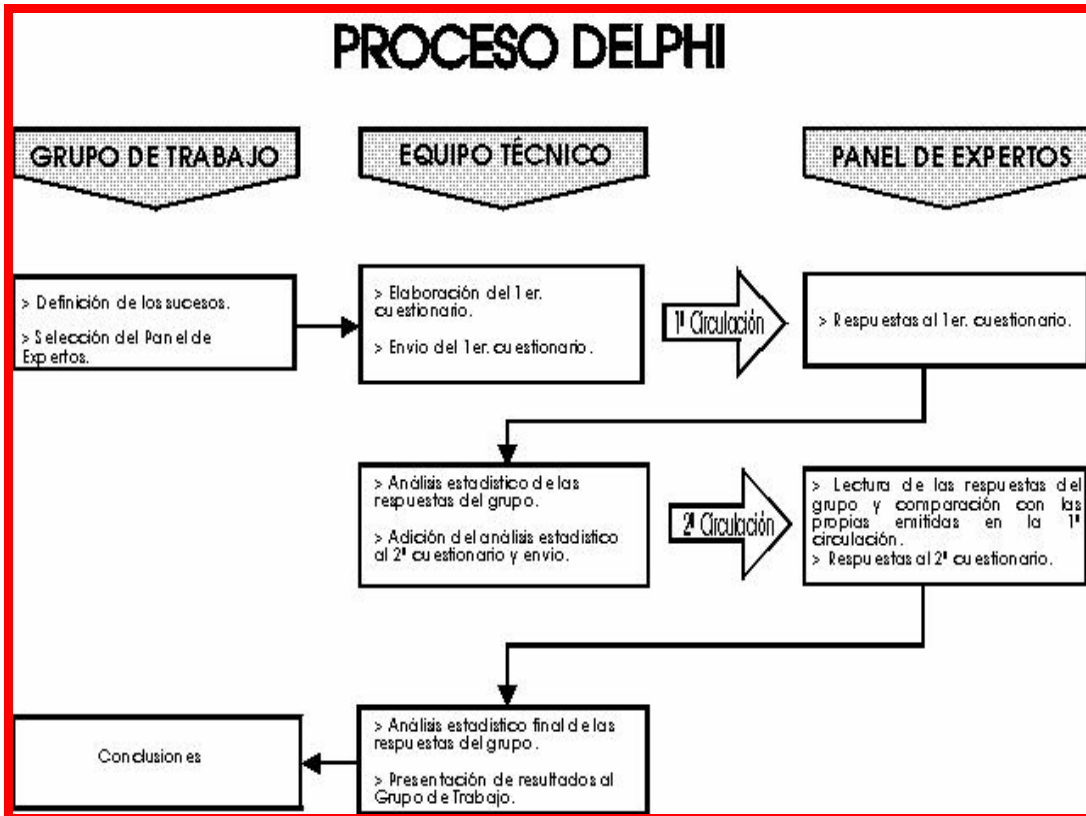 PROCESO DELPHI
GRUPO DE TRABAJO
EQUIPO TÉCNICO
PANEL DE EXPERTOS
> Definición de los sucesos.
> Selección del Panel de
Expertos.
> Elaboración del 1er.
cuestionario.
> Envio del 1er. cuestionario.
1ª Circulación
> Respuestas al 1er. cuestionario.
> Análisis estadístico de las
respuestas del grupo.
> Adición del análisis estadístico
al 2º cuestionario y envio.
2ª Circulación
> Lectura de las respuestas del
grupo y comparación con las
propias emitidas en la 1ª
circulación.
> Respuestas al 2º cuestionario.
> Análisis estadístico final de las
respuestas del grupo.
> Presentación de resultados al
Grupo de Trabajo.
Conclusiones